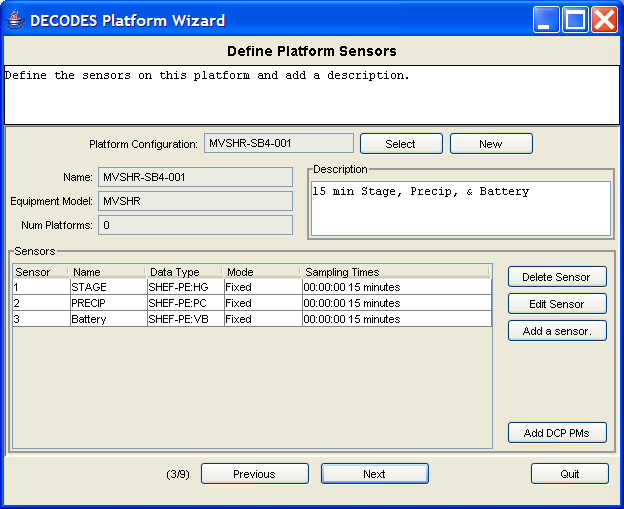 DECODES Platform Wizard
Define Platform Sensors
Define the sensors on this platform and add a description.
Platform Configuration: MVSHR-SB4-001 Select New
Name: MVSHR-SB4-001
Equipment Model: MVSHR
Num Platforms: 0
Description
15 min Stage, Precip, & Battery
Sensors
Sensor Name Data Type Mode Sampling Times
1 STAGE SHEF-PE:HG Fixed 00:00:00 15 minutes
2 PRECIP SHEF-PE:PC Fixed 00:00:00 15 minutes
3 Battery SHEF-PE:VB Fixed 00:00:00 15 minutes
Delete Sensor
Edit Sensor
Add a sensor.
Add DCP PMs
(3/9) Previous Next Quit